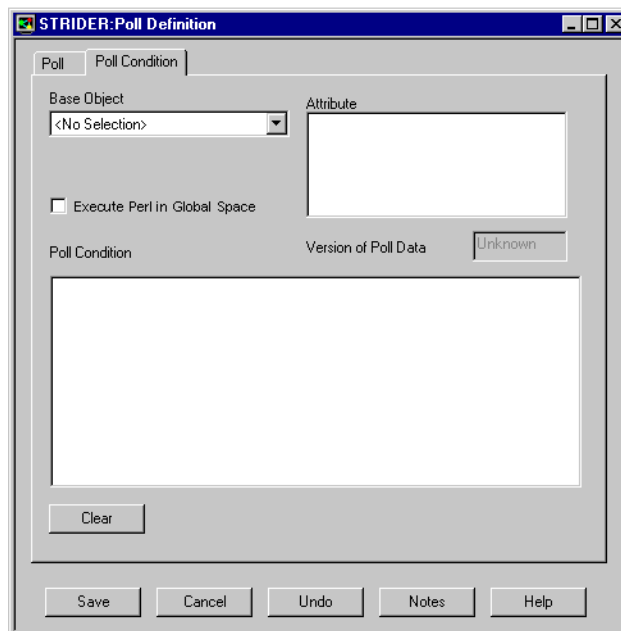 STRIDER:Poll Definition
Poll
Poll Condition
Base Object
Attribute
<No Selection>
Execute Perl in Global Space
Version of Poll Data
Unknown
Poll Condition
Clear
Save
Cancel
Undo
Notes
Help